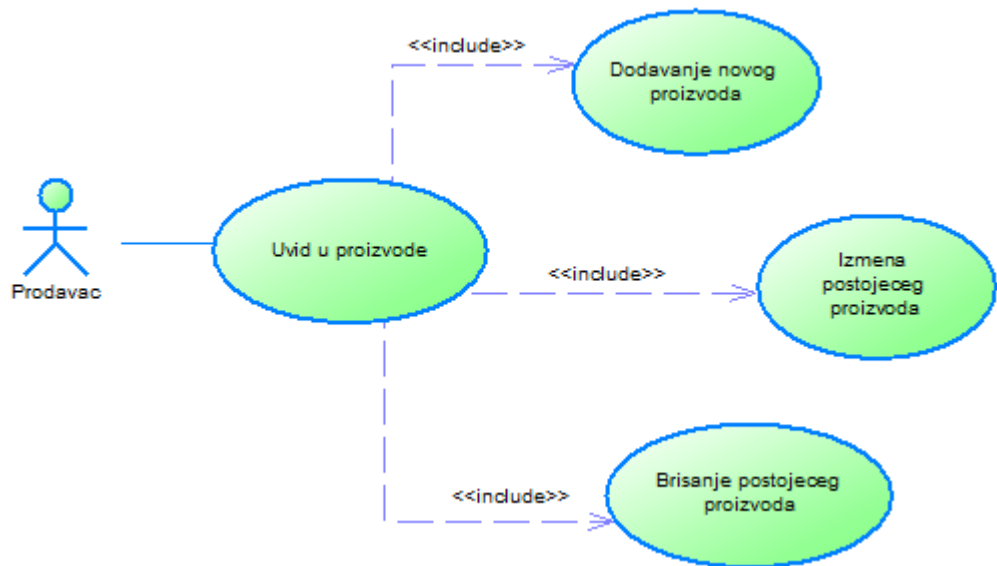 <<include>>
Dodavanje novog
proizvoda
Uvid u proizvode
Prodavac
<<include>>
Izmena
postojeceg
proizvoda
<<include>>
Brisanje postojeceg
proizvoda